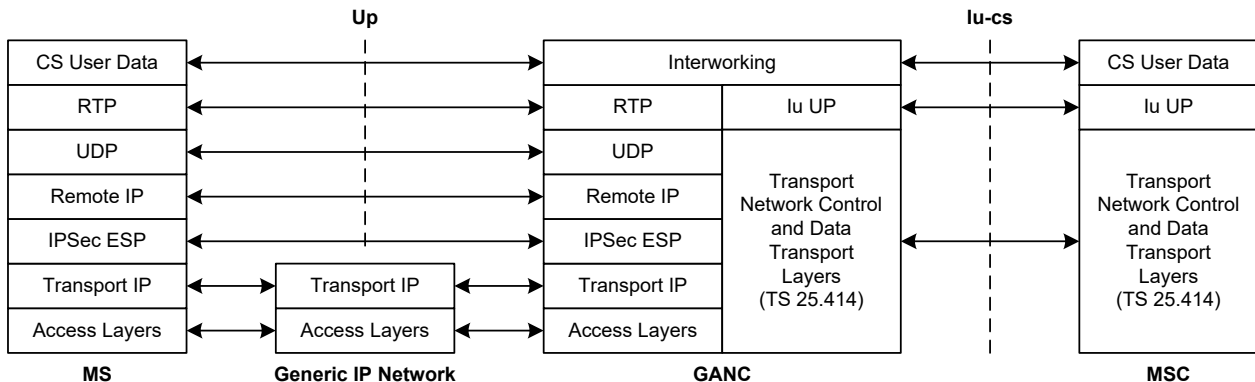 Up
Iu-cs
CS User Data
Interworking
CS User Data
RTP
RTP
Iu UP
Iu UP
UDP
UDP
Remote IP
Remote IP
IPSec ESP
IPSec ESP
Transport
Network Control
and Data
Transport
Layers
(TS 25.414)
Transport
Network Control
and Data
Transport
Layers
(TS 25.414)
Transport IP
Transport IP
Transport IP
Access Layers
Access Layers
Access Layers
MS
Generic IP Network
GANC
MSC